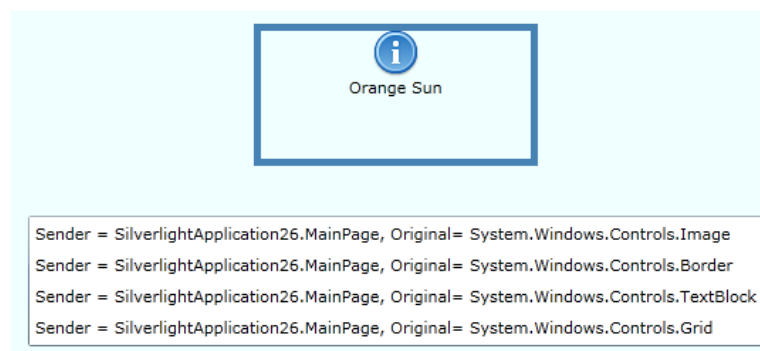 i
Orange Sun
Sender = SilverlightApplication26.MainPage, Original= System.Windows.Controls.Image
Sender = SilverlightApplication26.MainPage, Original= System.Windows.Controls.Border
Sender = SilverlightApplication26.MainPage, Original= System.Windows.Controls.TextBlock
Sender = SilverlightApplication26.MainPage, Original= System.Windows.Controls.Grid